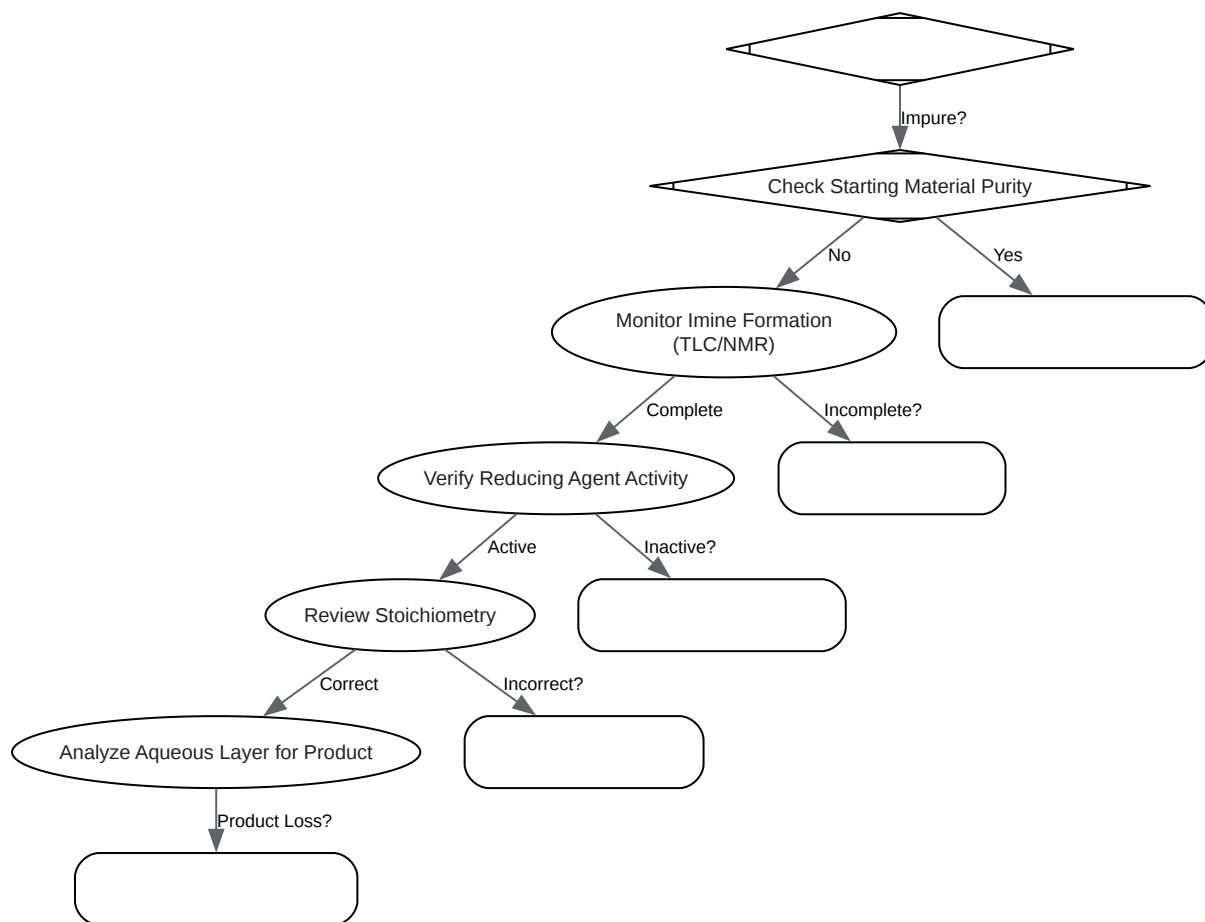 Impure?
Check Starting Material Purity
No
Yes
Monitor Imine Formation
(TLC/NMR)
Complete
Incomplete?
Verify Reducing Agent Activity
Active
Inactive?
Review Stoichiometry
Correct
Incorrect?
Analyze Aqueous Layer for Product
Product Loss?